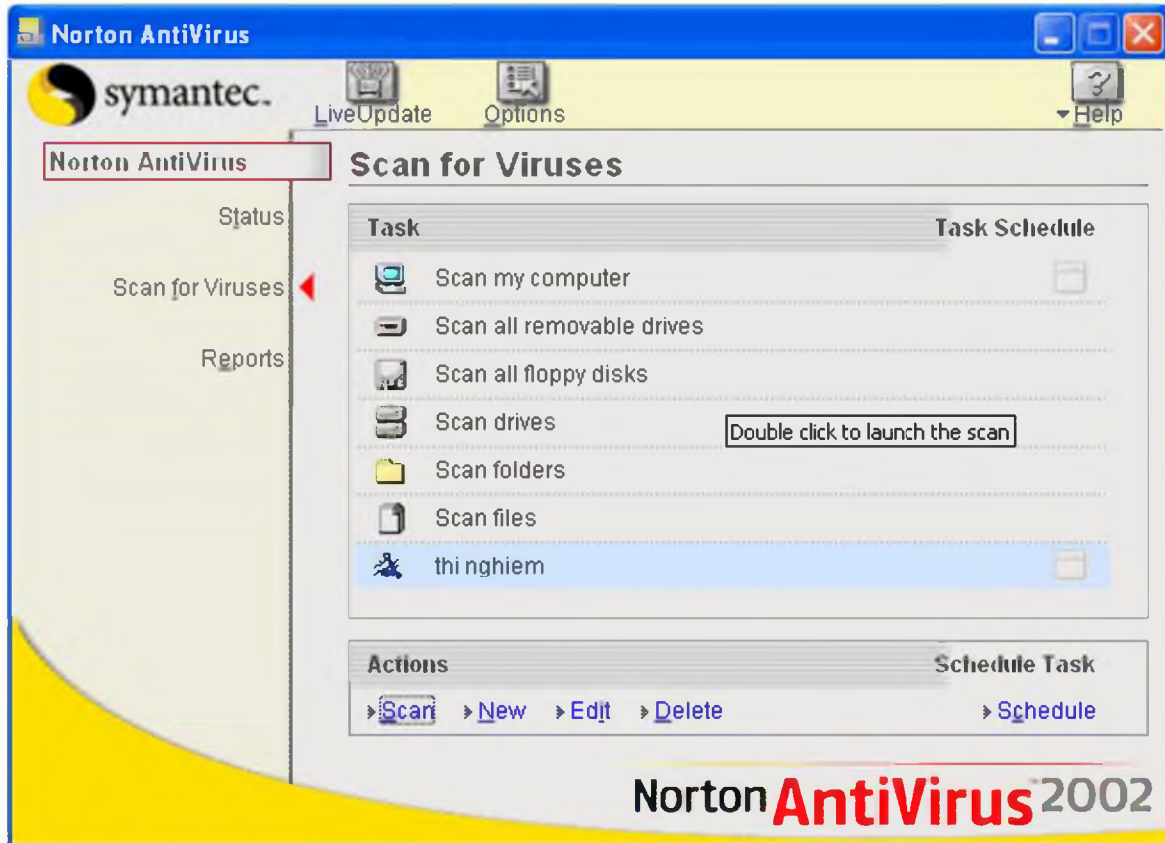 Norton AntiVirus
symantec.
LiveUpdate Options Help
Norton AntiVirus
Status
Scan for Viruses
Reports
Scan for Viruses
Task Task Schedule
Scan my computer
Scan all removable drives
Scan all floppy disks
Scan drives
Double click to launch the scan
Scan folders
Scan files
thi nghiem
Actions Schedule Task
Scan New Edit Delete Schedule
Norton AntiVirus 2002